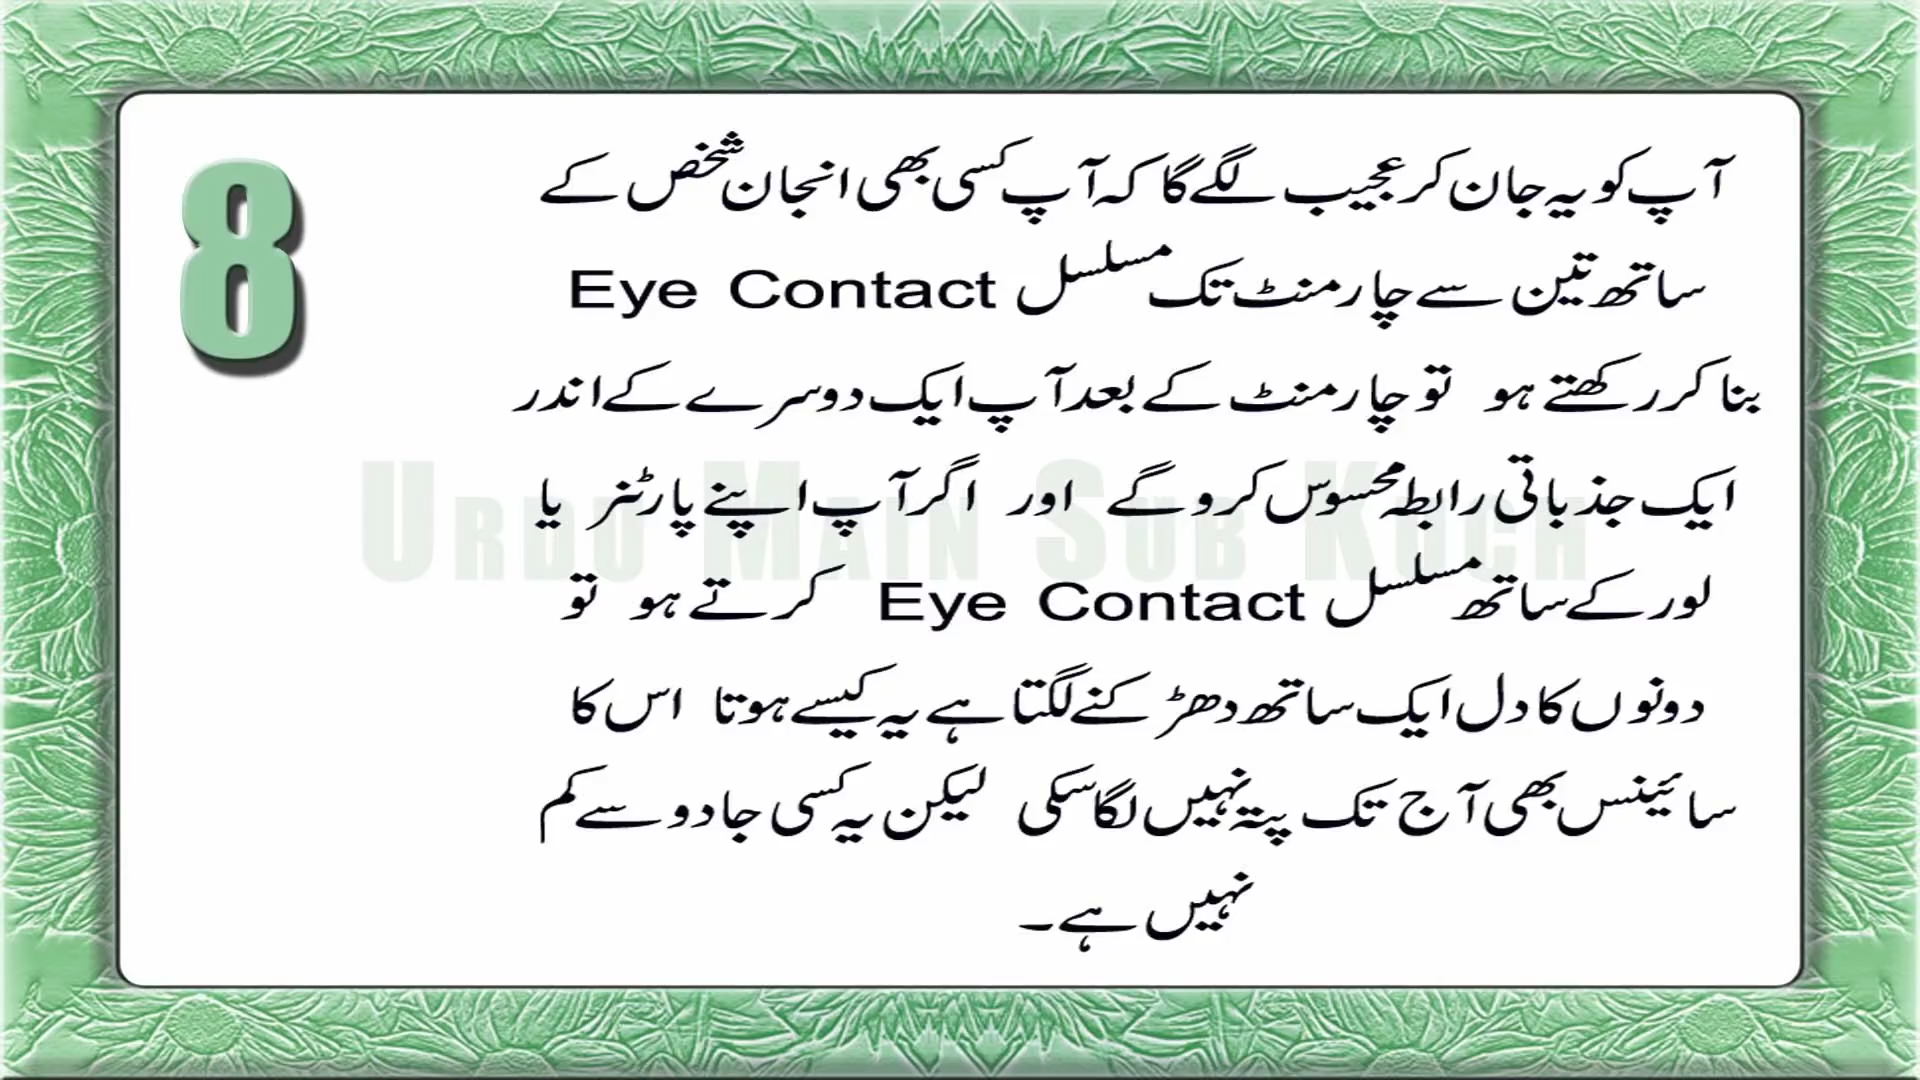 8
آپ کو یہ جان کر عجیب لگے گا کہ آپ کسی بھی انجان شخص کے
ساتھ تین سے چار منٹ تک مسلسل Eye Contact
بنا کر رکھتے ہو تو چار منٹ کے بعد آپ ایک دوسرے کے اندر
ایک جذباتی رابطہ محسوس کرو گے اور اگر آپ اپنے پارٹنر یا
لور کے ساتھ مسلسل Eye Contact کرتے ہو تو
دونوں کا دل ایک ساتھ دھڑکنے لگتا ہے یہ کیسے ہوتا اس کا
سائینس بھی آج تک پتہ نہیں لگا سکی لیکن یہ کسی جادو سے کم
نہیں ہے۔
Urdu Main Sub Kuch